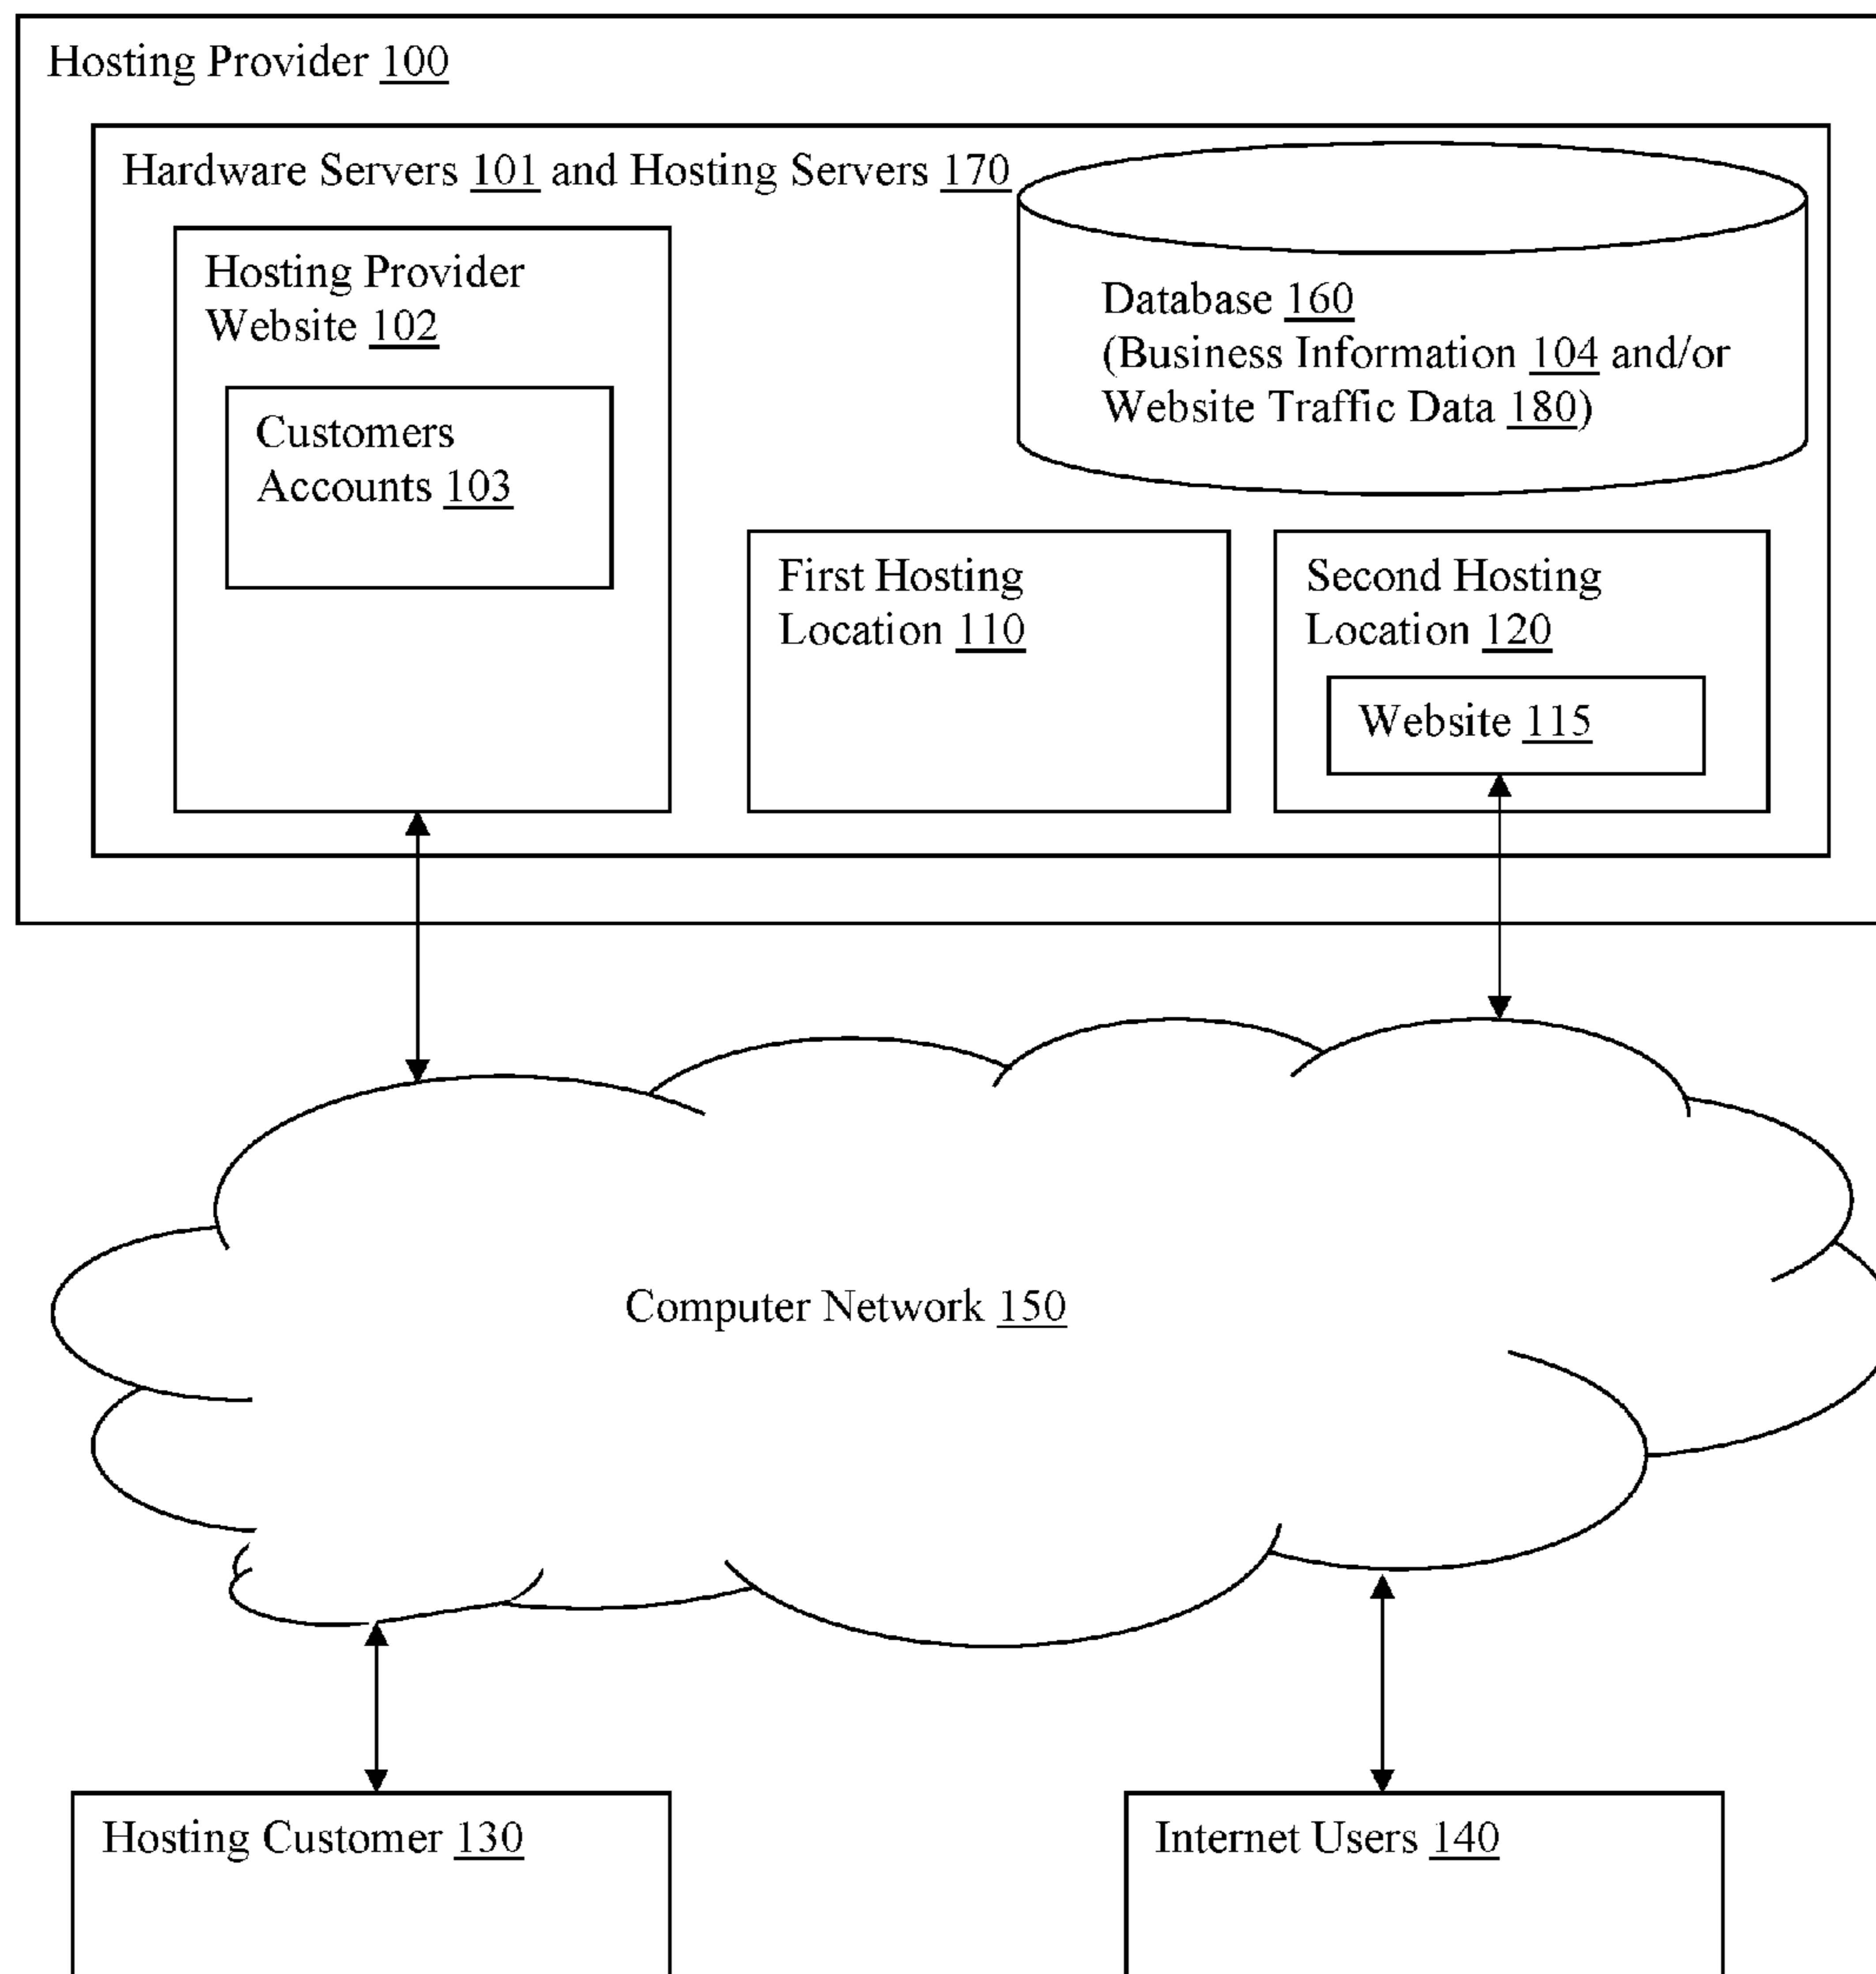 Hosting Provider 100
Hardware Servers 101 and Hosting Servers 170
Hosting Provider
Website 102
Customers
Accounts 103
Database 160
(Business Information 104 and/or
Website Traffic Data 180)
First Hosting
Location 110
Second Hosting
Location 120
Website 115
Computer Network 150
Hosting Customer 130
Internet Users 140